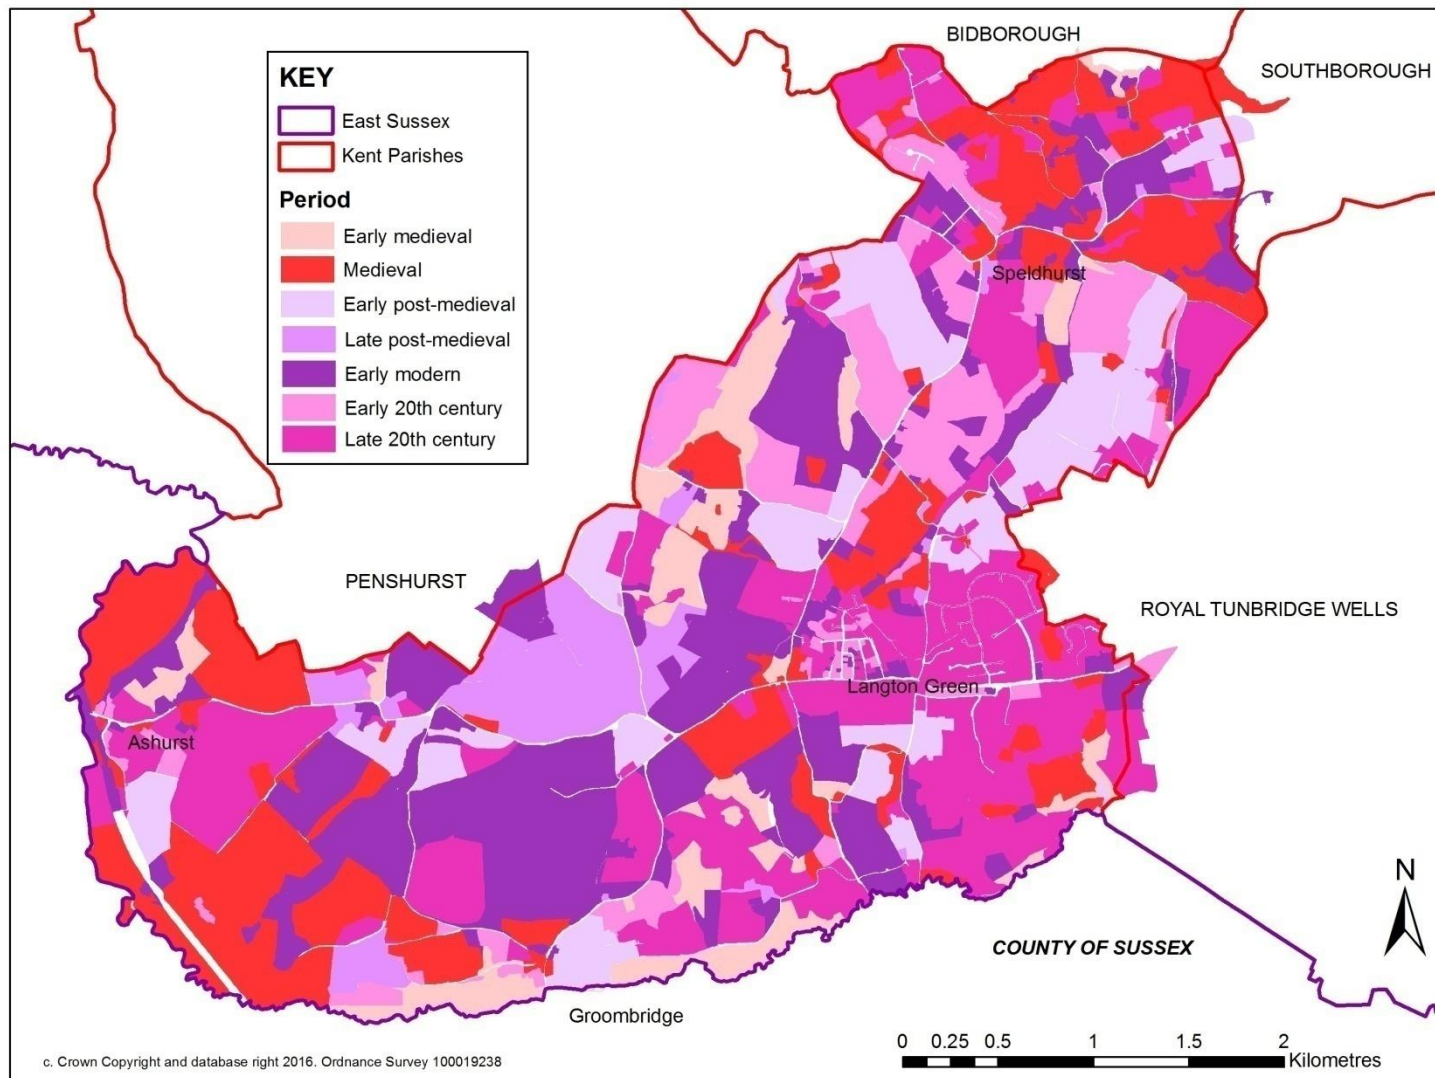 BIDBOROUGH
SOUTHBOROUGH
KEY
East Sussex
Kent Parishes
Period
Early medieval
Medieval
Early post-medieval
Late post-medieval
Early modern
Early 20th century
Late 20th century
Speldhurst
PENSHURST
ROYAL TUNBRIDGE WELLS
Langton Green
Ashurst
N
COUNTY OF SUSSEX
Groombridge
0 0.25 0.5 1 1.5 2
Kilometres
c. Crown Copyright and database right 2016. Ordnance Survey 100019238